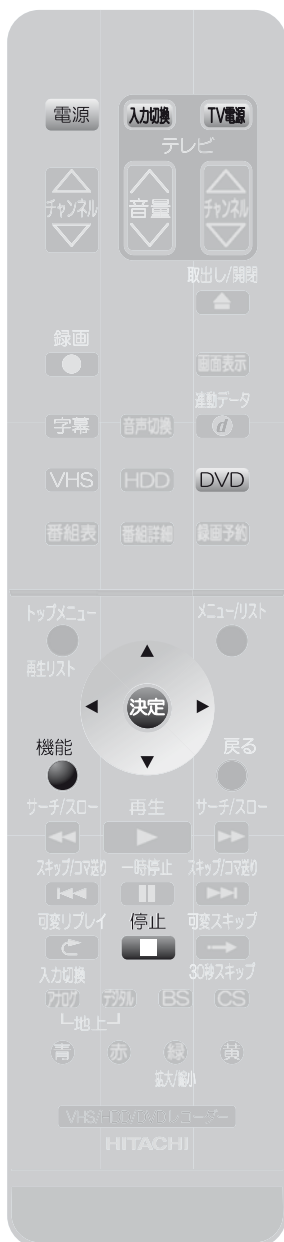 電源 入力切換 TV電源
テレビ
チャンネル 音量 チャンネル
取出し/開閉
録画
画面表示
連動データ
字幕 音声切換 d
VHS HDD DVD
番組表 番組詳細 録画予約
トップメニュー メニュー/リスト
再生リスト
決定
機能 戻る
サーチ/スロー 再生 サーチ/スロー
スキップ/コマ送り 一時停止 スキップ/コマ送り
可変リプレイ 停止 可変スキップ
入力切換 30秒スキップ
アナログ デジタル BS CS
地上
青 赤 緑 黄
拡大/縮小
VHS/HDD/DVDレコーダー
HITACHI